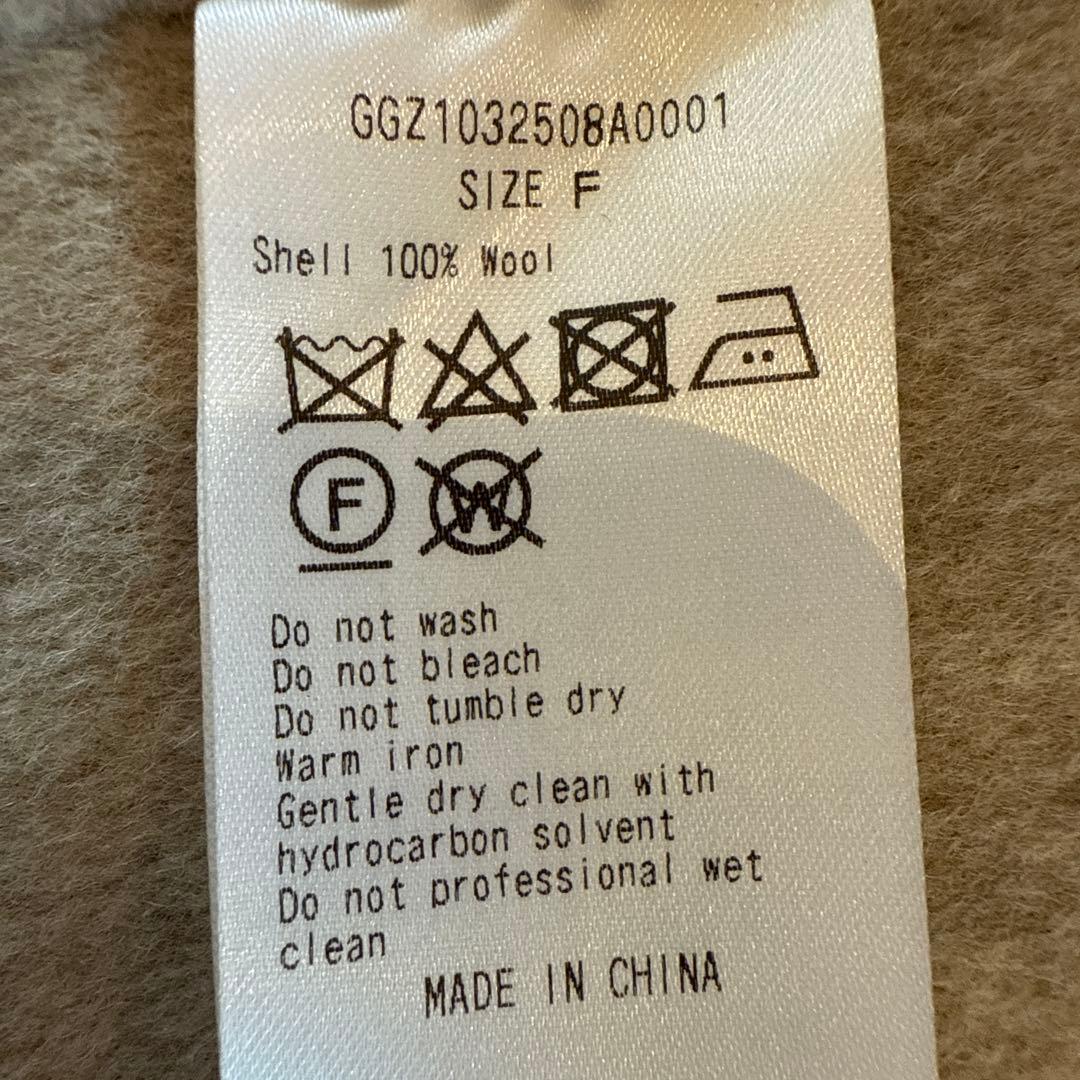 GGZ1032508A0001
SIZE F
Shell 100% Wool
F W
Do not wash
Do not bleach
Do not tumble dry
Warm iron
Gentle dry clean with
hydrocarbon solvent
Do not professional wet
clean
MADE IN CHINA